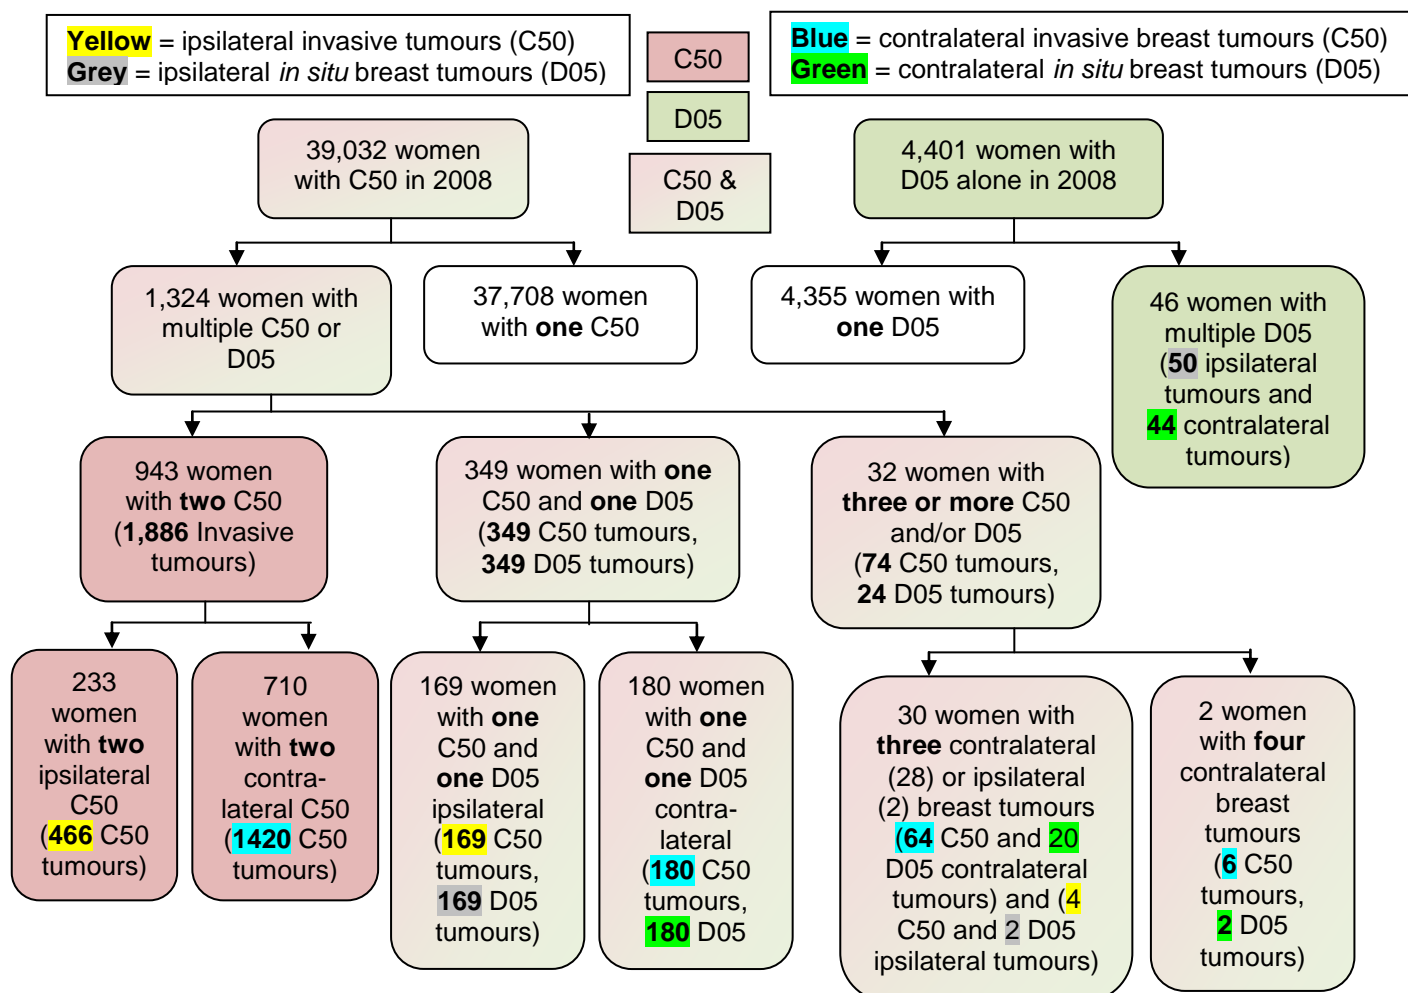 Yellow = ipsilateral invasive tumours (C50)
Grey = ipsilateral in situ breast tumours (D05)
C50
D05
C50 &
D05
Blue = contralateral invasive breast tumours (C50)
Green = contralateral in situ breast tumours (D05)
39,032 women
with C50 in 2008
4,401 women with
D05 alone in 2008
1,324 women with
multiple C50 or
D05
37,708 women
with one C50
4,355 women with
one D05
46 women with
multiple D05
(50 ipsilateral
tumours and
44 contralateral
tumours)
943 women
with two C50
(1,886 Invasive
tumours)
349 women with one
C50 and one D05
(349 C50 tumours,
349 D05 tumours)
32 women with
three or more C50
and/or D05
(74 C50 tumours,
24 D05 tumours)
233
women
with two
ipsilateral
C50
(466 C50
tumours)
710
women
with two
contra-
lateral C50
(1420 C50
tumours)
169 women
with one
C50 and
one D05
ipsilateral
(169 C50
tumours,
169 D05
tumours)
180 women
with one
C50 and
one D05
contra-
lateral
(180 C50
tumours,
180 D05
30 women with
three contralateral
(28) or ipsilateral
(2) breast tumours
(64 C50 and 20
D05 contralateral
tumours) and (4
C50 and 2 D05
ipsilateral tumours)
2 women
with four
contralateral
breast
tumours
(6 C50
tumours,
2 D05
tumours)